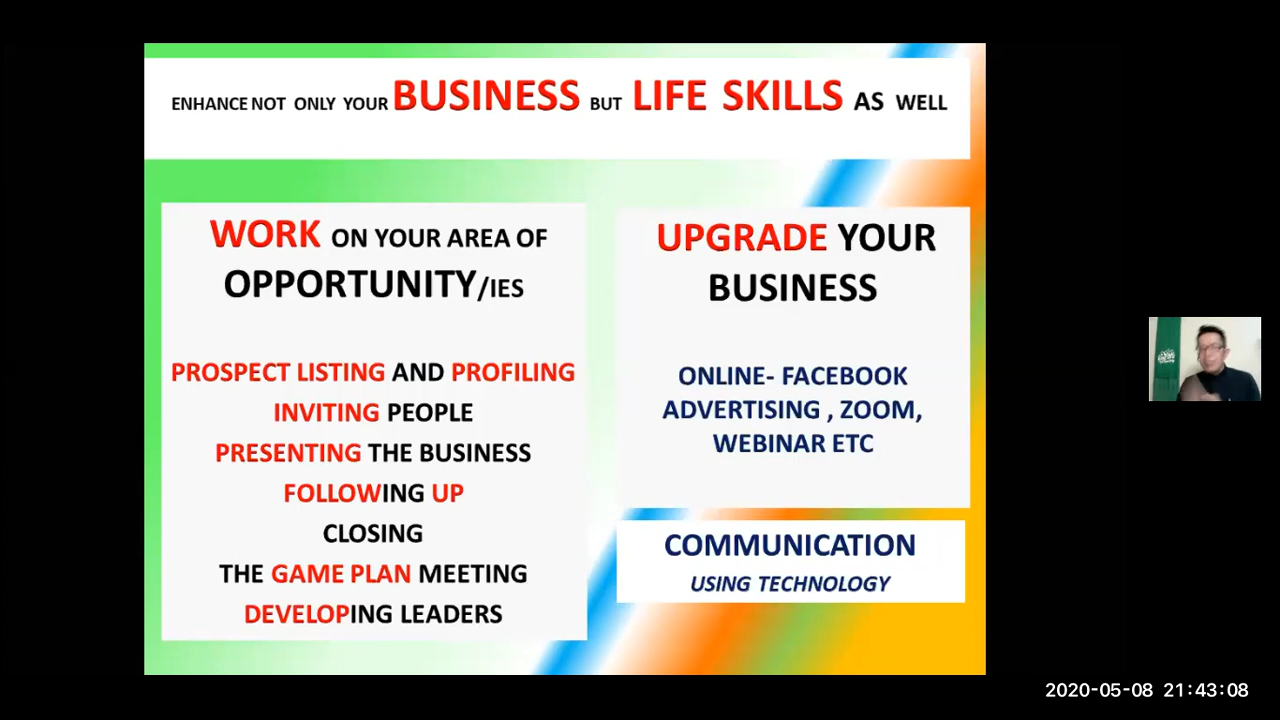 ENHANCE NOT ONLY YOUR BUSINESS BUT LIFE SKILLS AS WELL
WORK ON YOUR AREA OF
OPPORTUNITY/IES
PROSPECT LISTING AND PROFILING
INVITING PEOPLE
PRESENTING THE BUSINESS
FOLLOWING UP
CLOSING
THE GAME PLAN MEETING
DEVELOPING LEADERS
UPGRADE YOUR
BUSINESS
ONLINE- FACEBOOK
ADVERTISING , ZOOM,
WEBINAR ETC
COMMUNICATION
USING TECHNOLOGY
2020-05-08 21:43:08